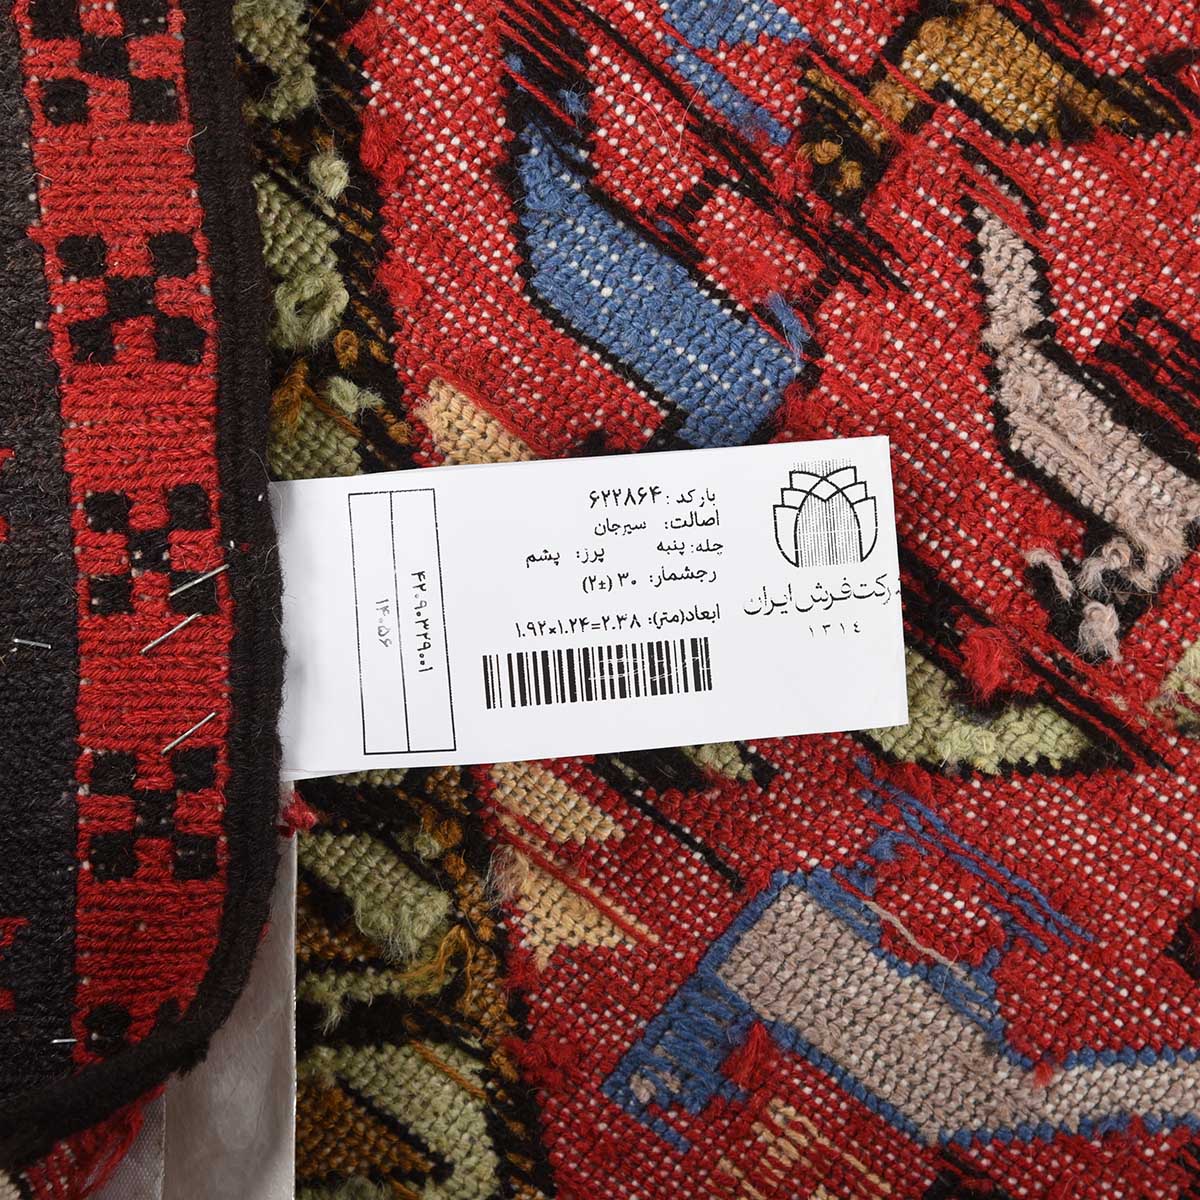 بارکد: ۶۲۲۸۶۴
اصالت: سیرجان
چله: پنبه پرز: پشم
رجشمار: ۳۰ (±۲)
ابعاد(متر): ۱.۹۲×۱.۲۴=۲.۳۸
شرکت فرش ایران
۱۳۱۴
۴۲۰۹۰۳۲۹۰۰۱
۱۴۰۵۶